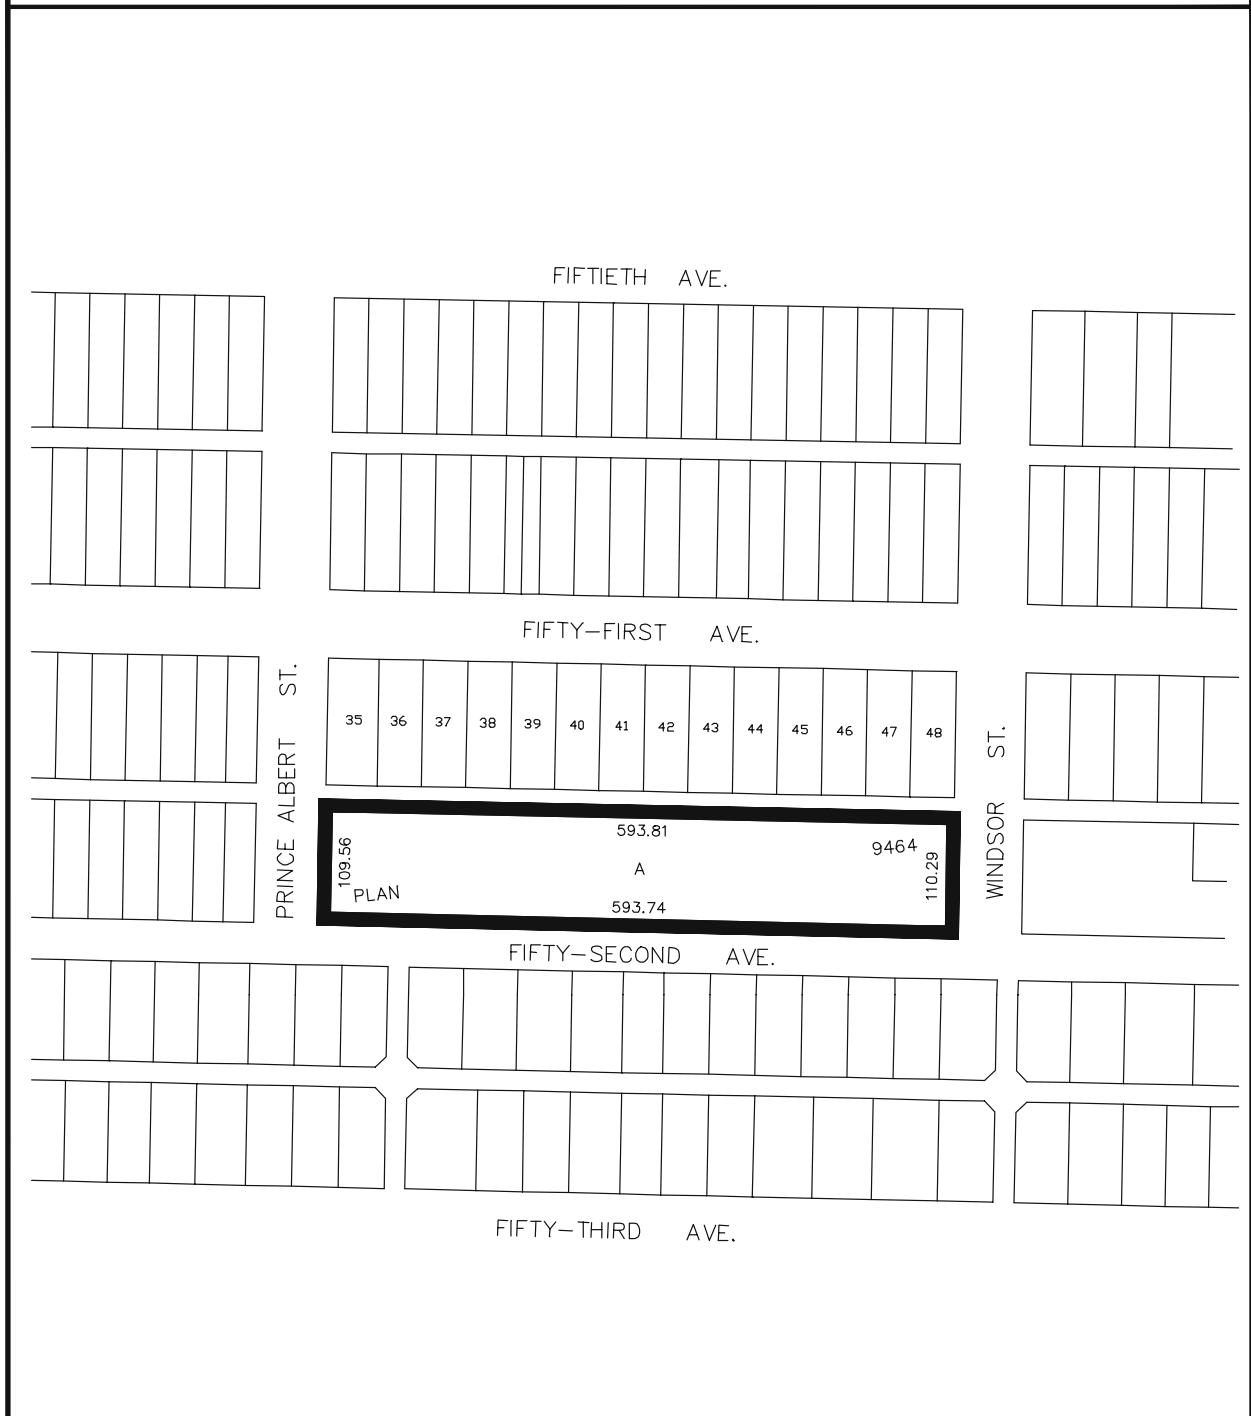 FIFTIETH AVE.
FIFTY-FIRST AVE.
PRINCE ALBERT ST.
35 36 37 38 39 40 41 42 43 44 45 46 47 48
WINDSOR ST.
593.81
9464
109.56
A
110.29
PLAN
593.74
FIFTY-SECOND AVE.
FIFTY-THIRD AVE.